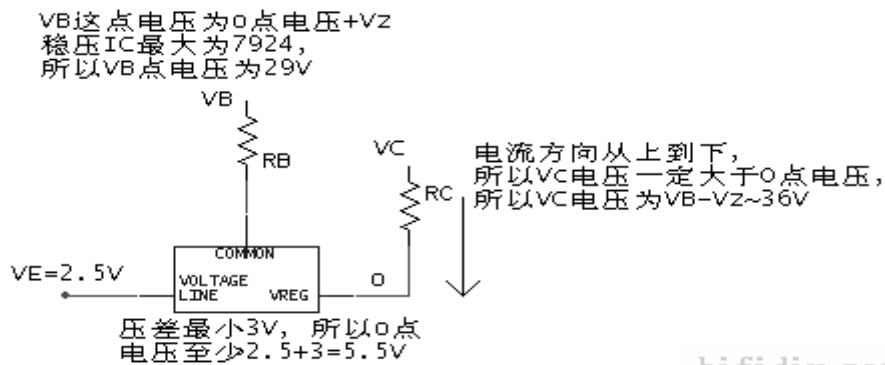 VB这点电压为O点电压+Vz
稳压IC最大为7924,
所以VB点电压为29V
VB
RB
VC
RC
电流方向从上到下,
所以VC电压一定大于O点电压,
所以VC电压为VB-Vz~36V
COMMON
VE=2.5V
VOLTAGE
LINE
VREG
O
压差最小3V, 所以O点
电压至少2.5+3=5.5V